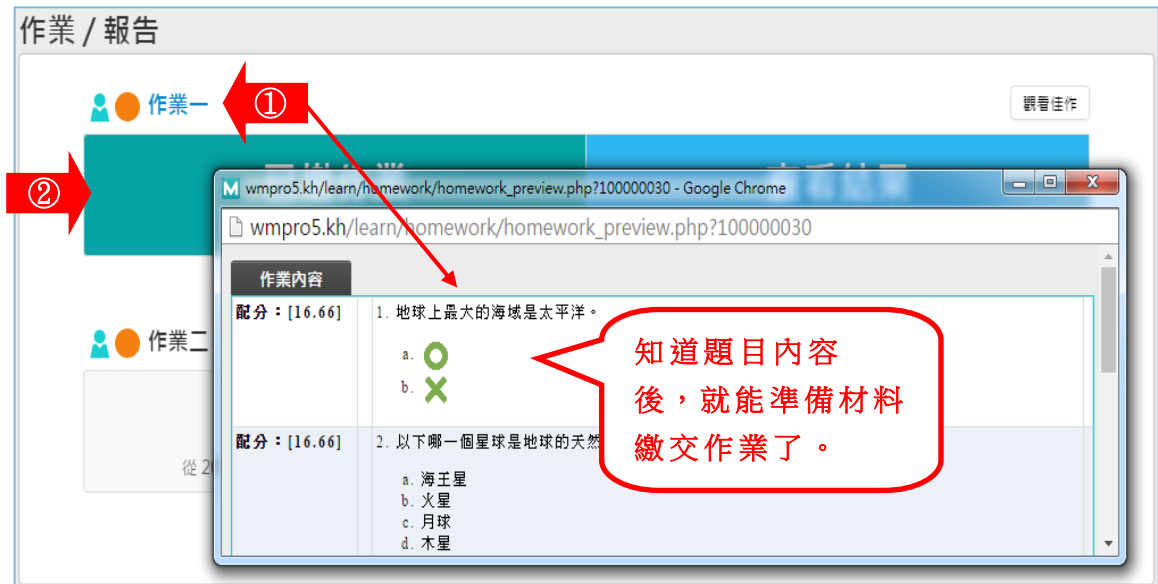 作業 / 報告
作業一
①
觀看佳作
②
wmpro5.kh/learn/homework/homework_preview.php?100000030 - Google Chrome
wmpro5.kh/learn/homework/homework_preview.php?100000030
作業內容
配分：[16.66]
1. 地球上最大的海域是太平洋。
a.
b.
知道題目內容
後，就能準備材料
繳交作業了。
作業二
配分：[16.66]
2. 以下哪一個星球是地球的天然
從 2
a. 海王星
b. 火星
c. 月球
d. 木星